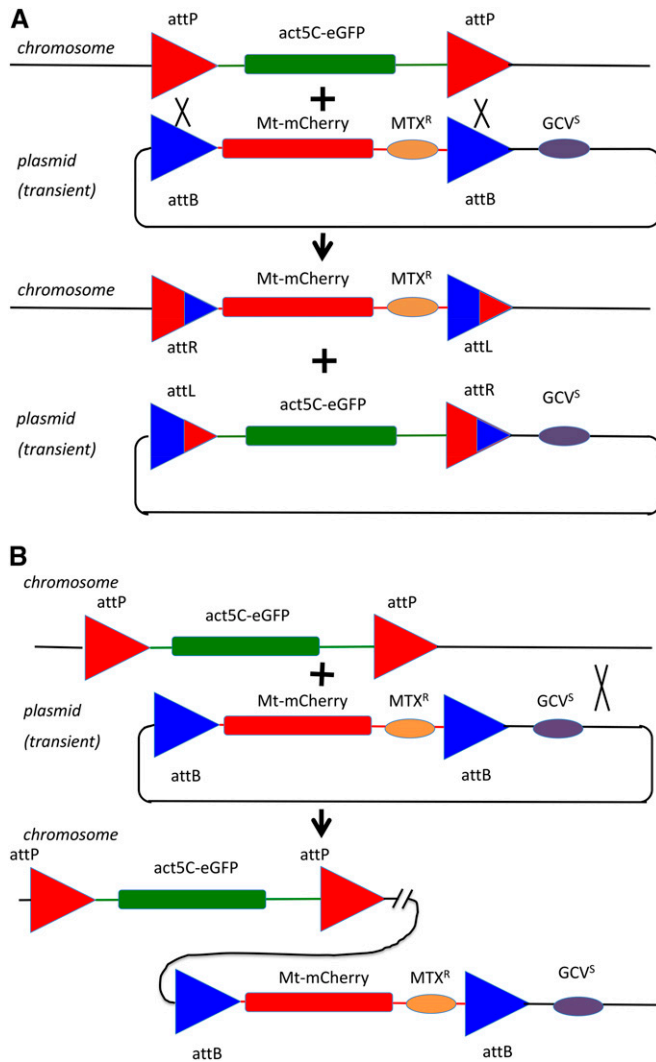 A
attP
attP
act5C-eGFP
chromosome
Mt-mCherry
MTXᴿ
GCVˢ
plasmid
(transient)
attB
attB
Mt-mCherry
MTXᴿ
chromosome
attR
attL
attL
act5C-eGFP
attR
GCVˢ
plasmid
(transient)
B
chromosome
attP
attP
act5C-eGFP
plasmid
(transient)
Mt-mCherry
MTXᴿ
GCVˢ
attB
attB
chromosome
attP
attP
act5C-eGFP
Mt-mCherry
MTXᴿ
GCVˢ
attB
attB